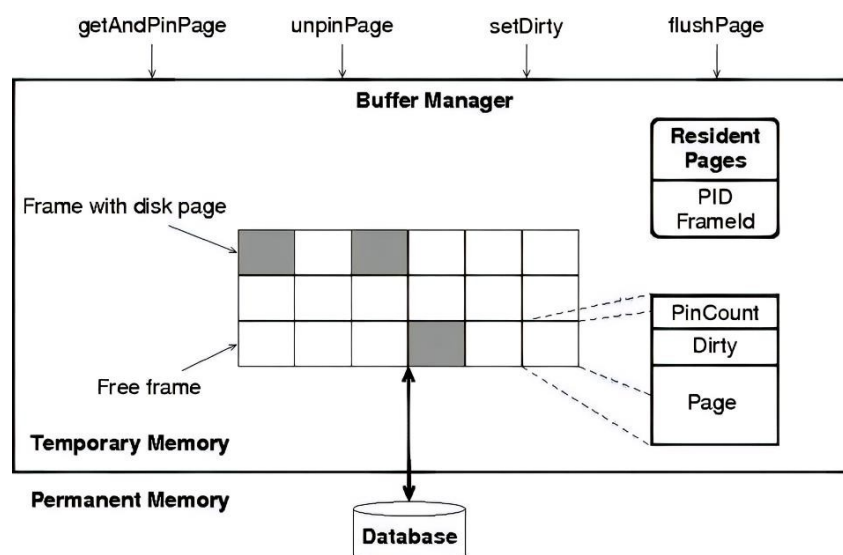 getAndPinPage unpinPage setDirty flushPage
Buffer Manager
Resident
Pages
PID
FrameId
Frame with disk page
PinCount
Dirty
Page
Free frame
Temporary Memory
Permanent Memory
Database